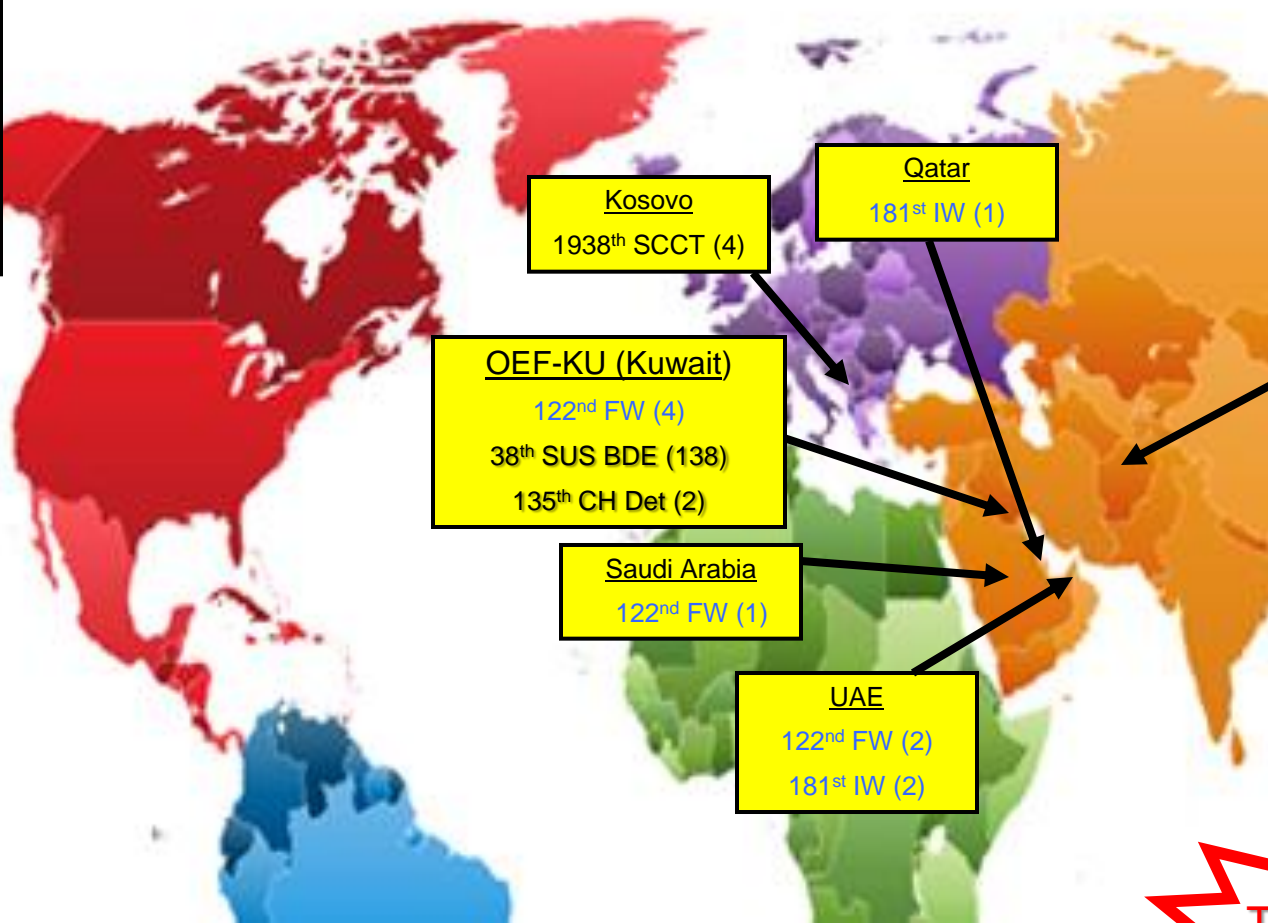 Qatar
181st IW (1)
Kosovo
1938th SCCT (4)
OEF-KU (Kuwait)
122nd FW (4)
38th SUS BDE (138)
135th CH Det (2)
Saudi Arabia
122nd FW (1)
UAE
122nd FW (2)
181st IW (2)